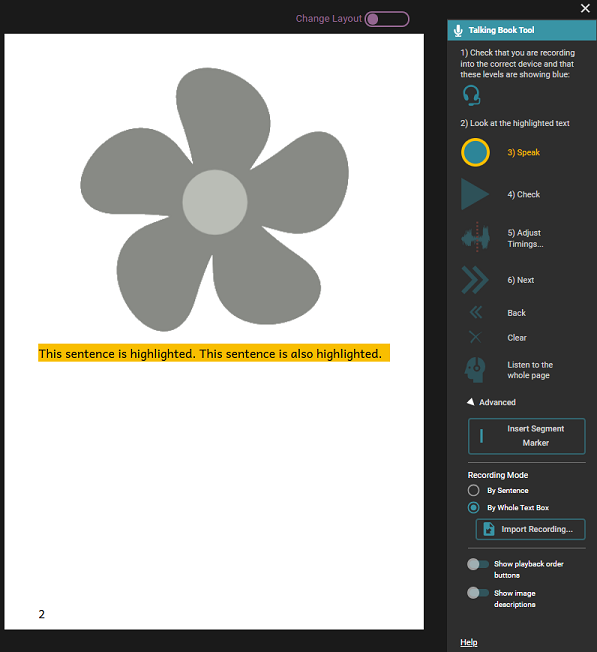 Change Layout
This sentence is highlighted. This sentence is also highlighted.
2
Talking Book Tool
1) Check that you are recording
into the correct device and that
these levels are showing blue:
2) Look at the highlighted text
3) Speak
4) Check
5) Adjust
Timings...
6) Next
Back
Clear
Listen to the
whole page
Advanced
Insert Segment
Marker
Recording Mode
By Sentence
By Whole Text Box
Import Recording...
Show playback order
buttons
Show image
descriptions
Help